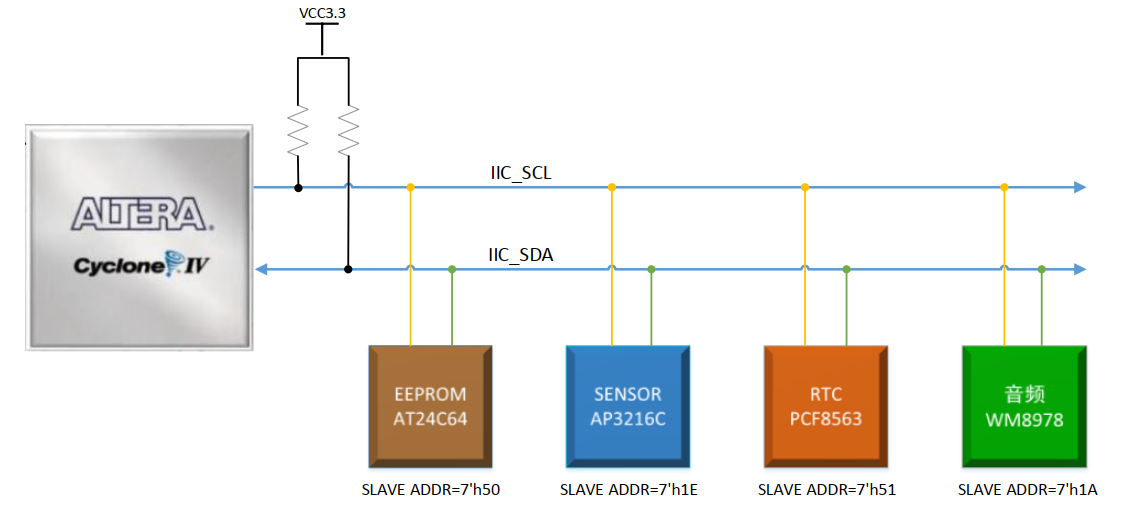 VCC3.3
IIC_SCL
ALTERA®
Cyclone IV
IIC_SDA
EEPROM
AT24C64
SENSOR
AP3216C
RTC
PCF8563
音频
WM8978
SLAVE ADDR=7'h50
SLAVE ADDR=7'h1E
SLAVE ADDR=7'h51
SLAVE ADDR=7'h1A